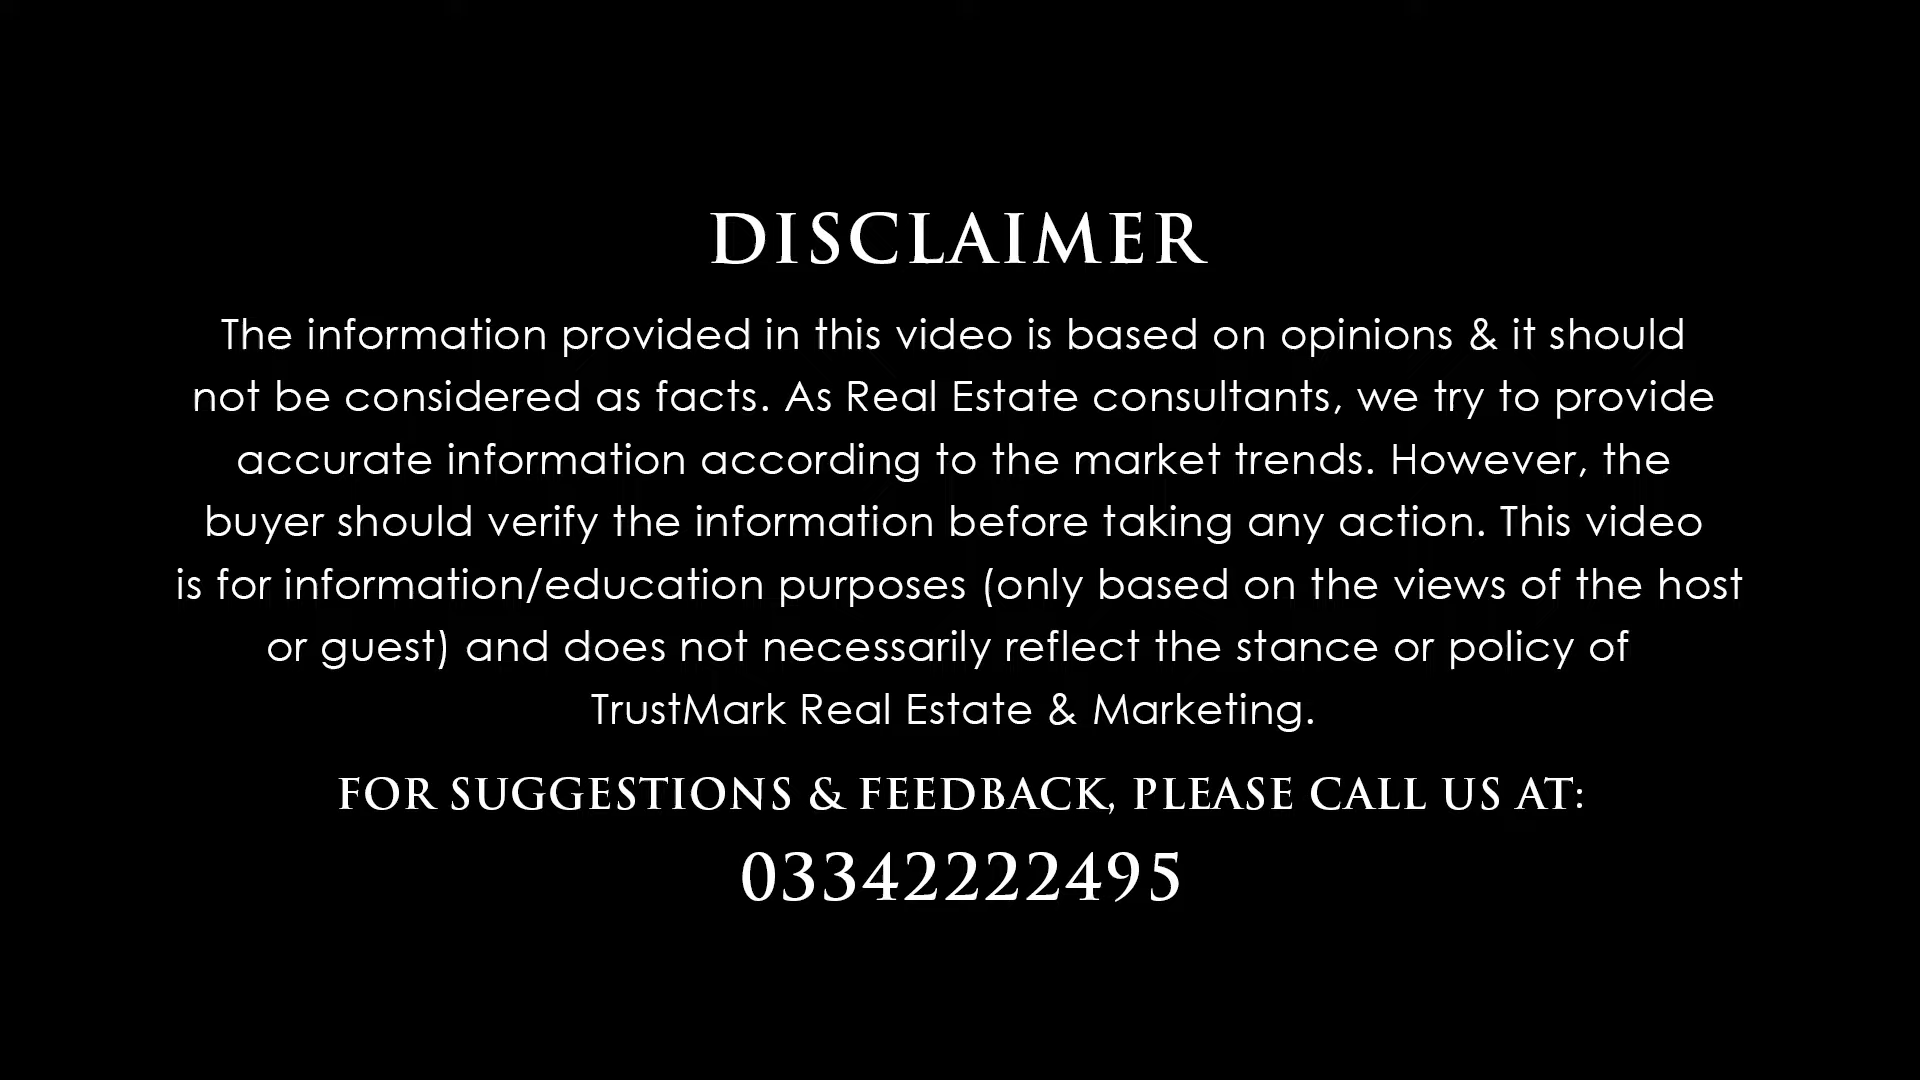 DISCLAIMER
The information provided in this video is based on opinions & it should
not be considered as facts. As Real Estate consultants, we try to provide
accurate information according to the market trends. However, the
buyer should verify the information before taking any action. This video
is for information/education purposes (only based on the views of the host
or guest) and does not necessarily reflect the stance or policy of
TrustMark Real Estate & Marketing.
FOR SUGGESTIONS & FEEDBACK, PLEASE CALL US AT:
03342222495